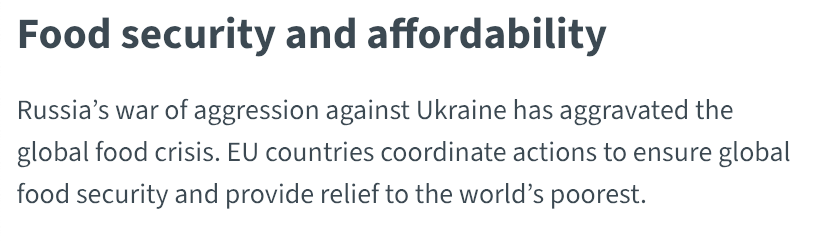 Food security and affordability
Russia’s war of aggression against Ukraine has aggravated the
global food crisis. EU countries coordinate actions to ensure global
food security and provide relief to the world’s poorest.